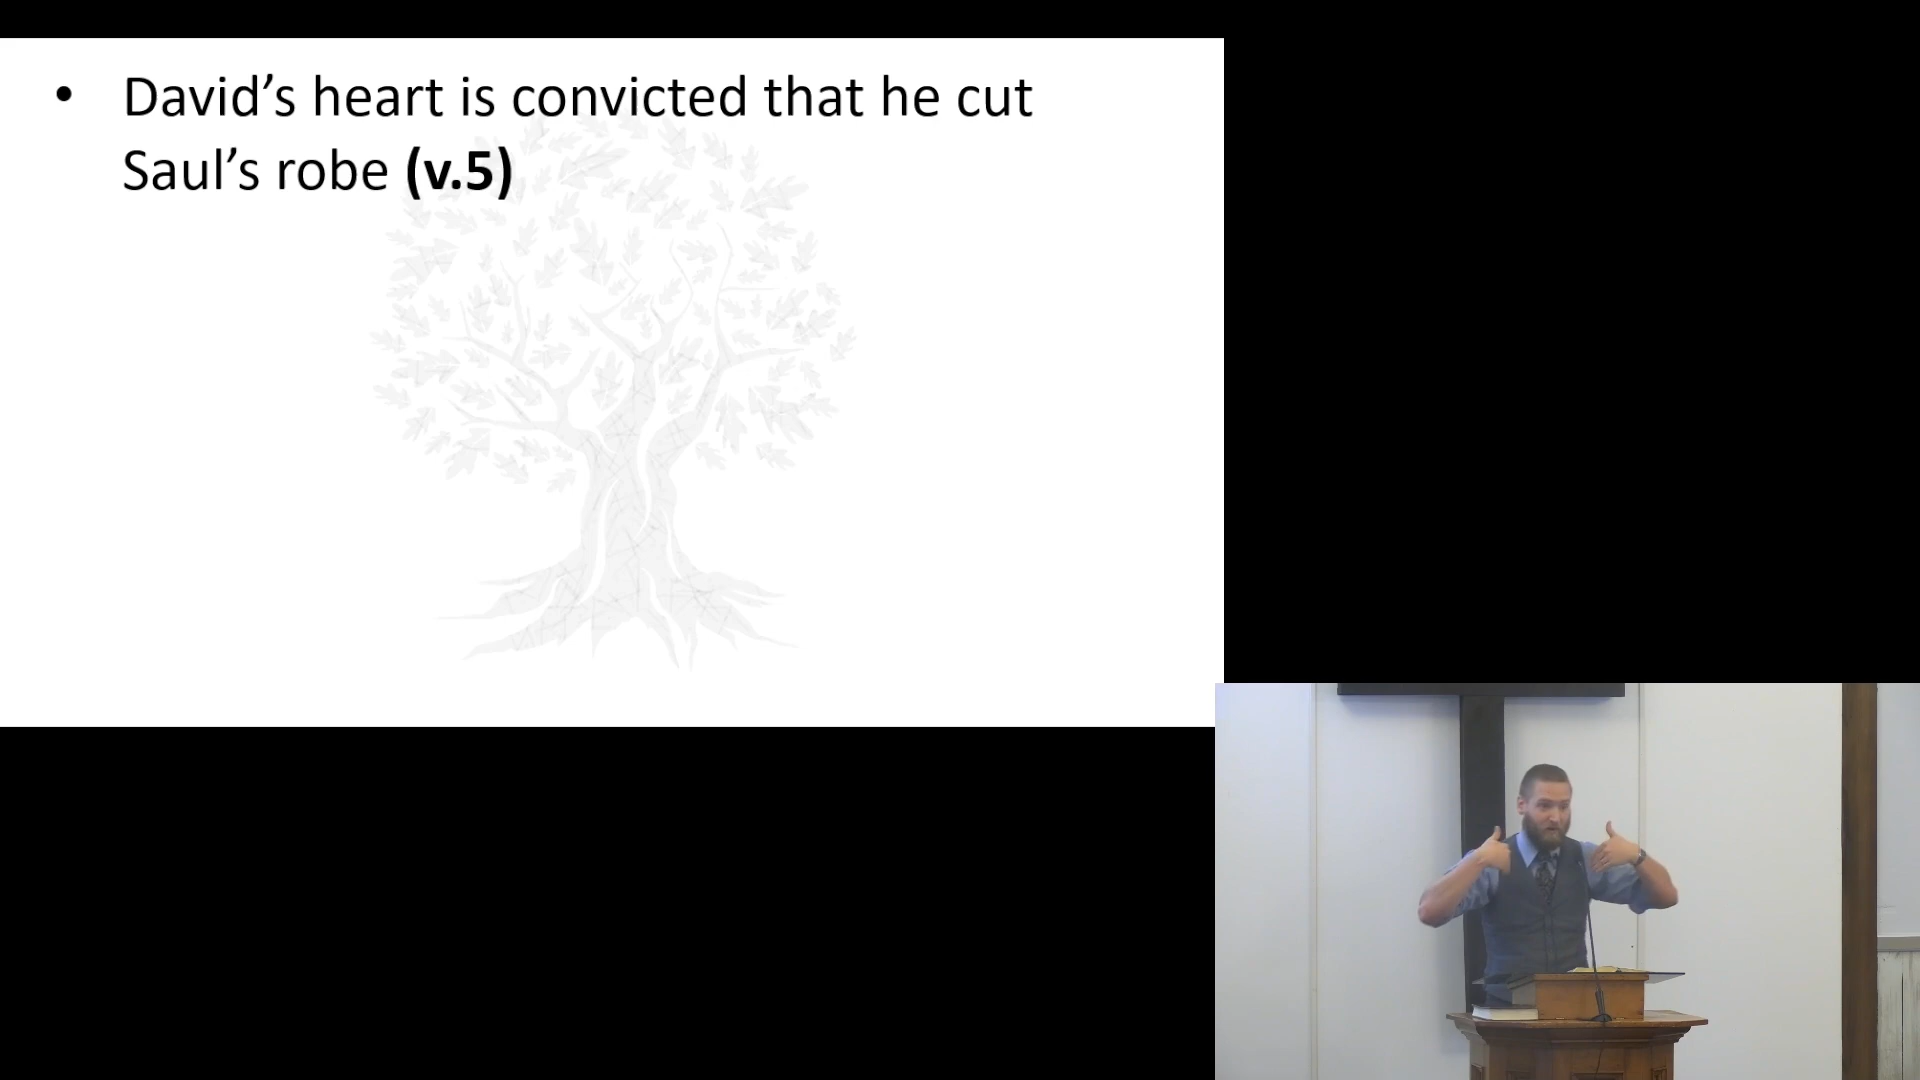 • David’s heart is convicted that he cut
Saul’s robe (v.5)